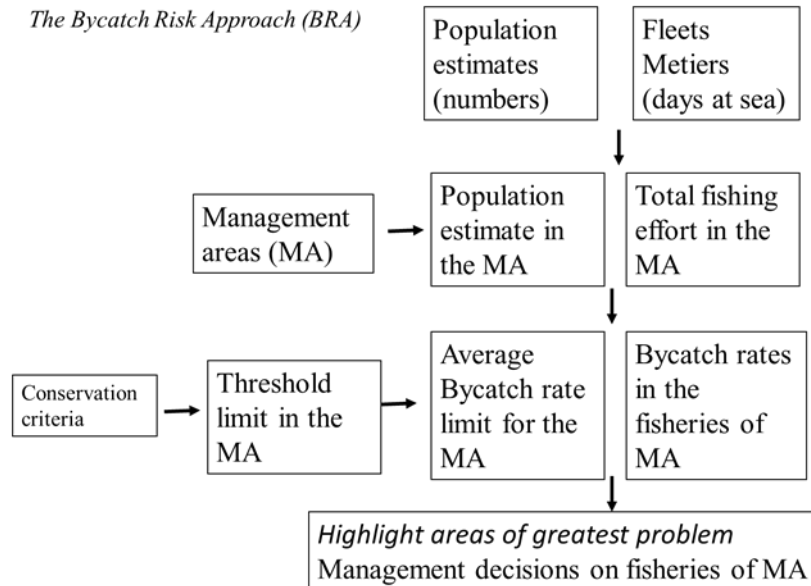 The Bycatch Risk Approach (BRA)
Population
estimates
(numbers)
Fleets
Metiers
(days at sea)
Management
areas (MA)
Population
estimate in
the MA
Total fishing
effort in the
MA
Conservation
criteria
Threshold
limit in the
MA
Average
Bycatch rate
limit for the
MA
Bycatch rates
in the
fisheries of
MA
Highlight areas of greatest problem
Management decisions on fisheries of MA